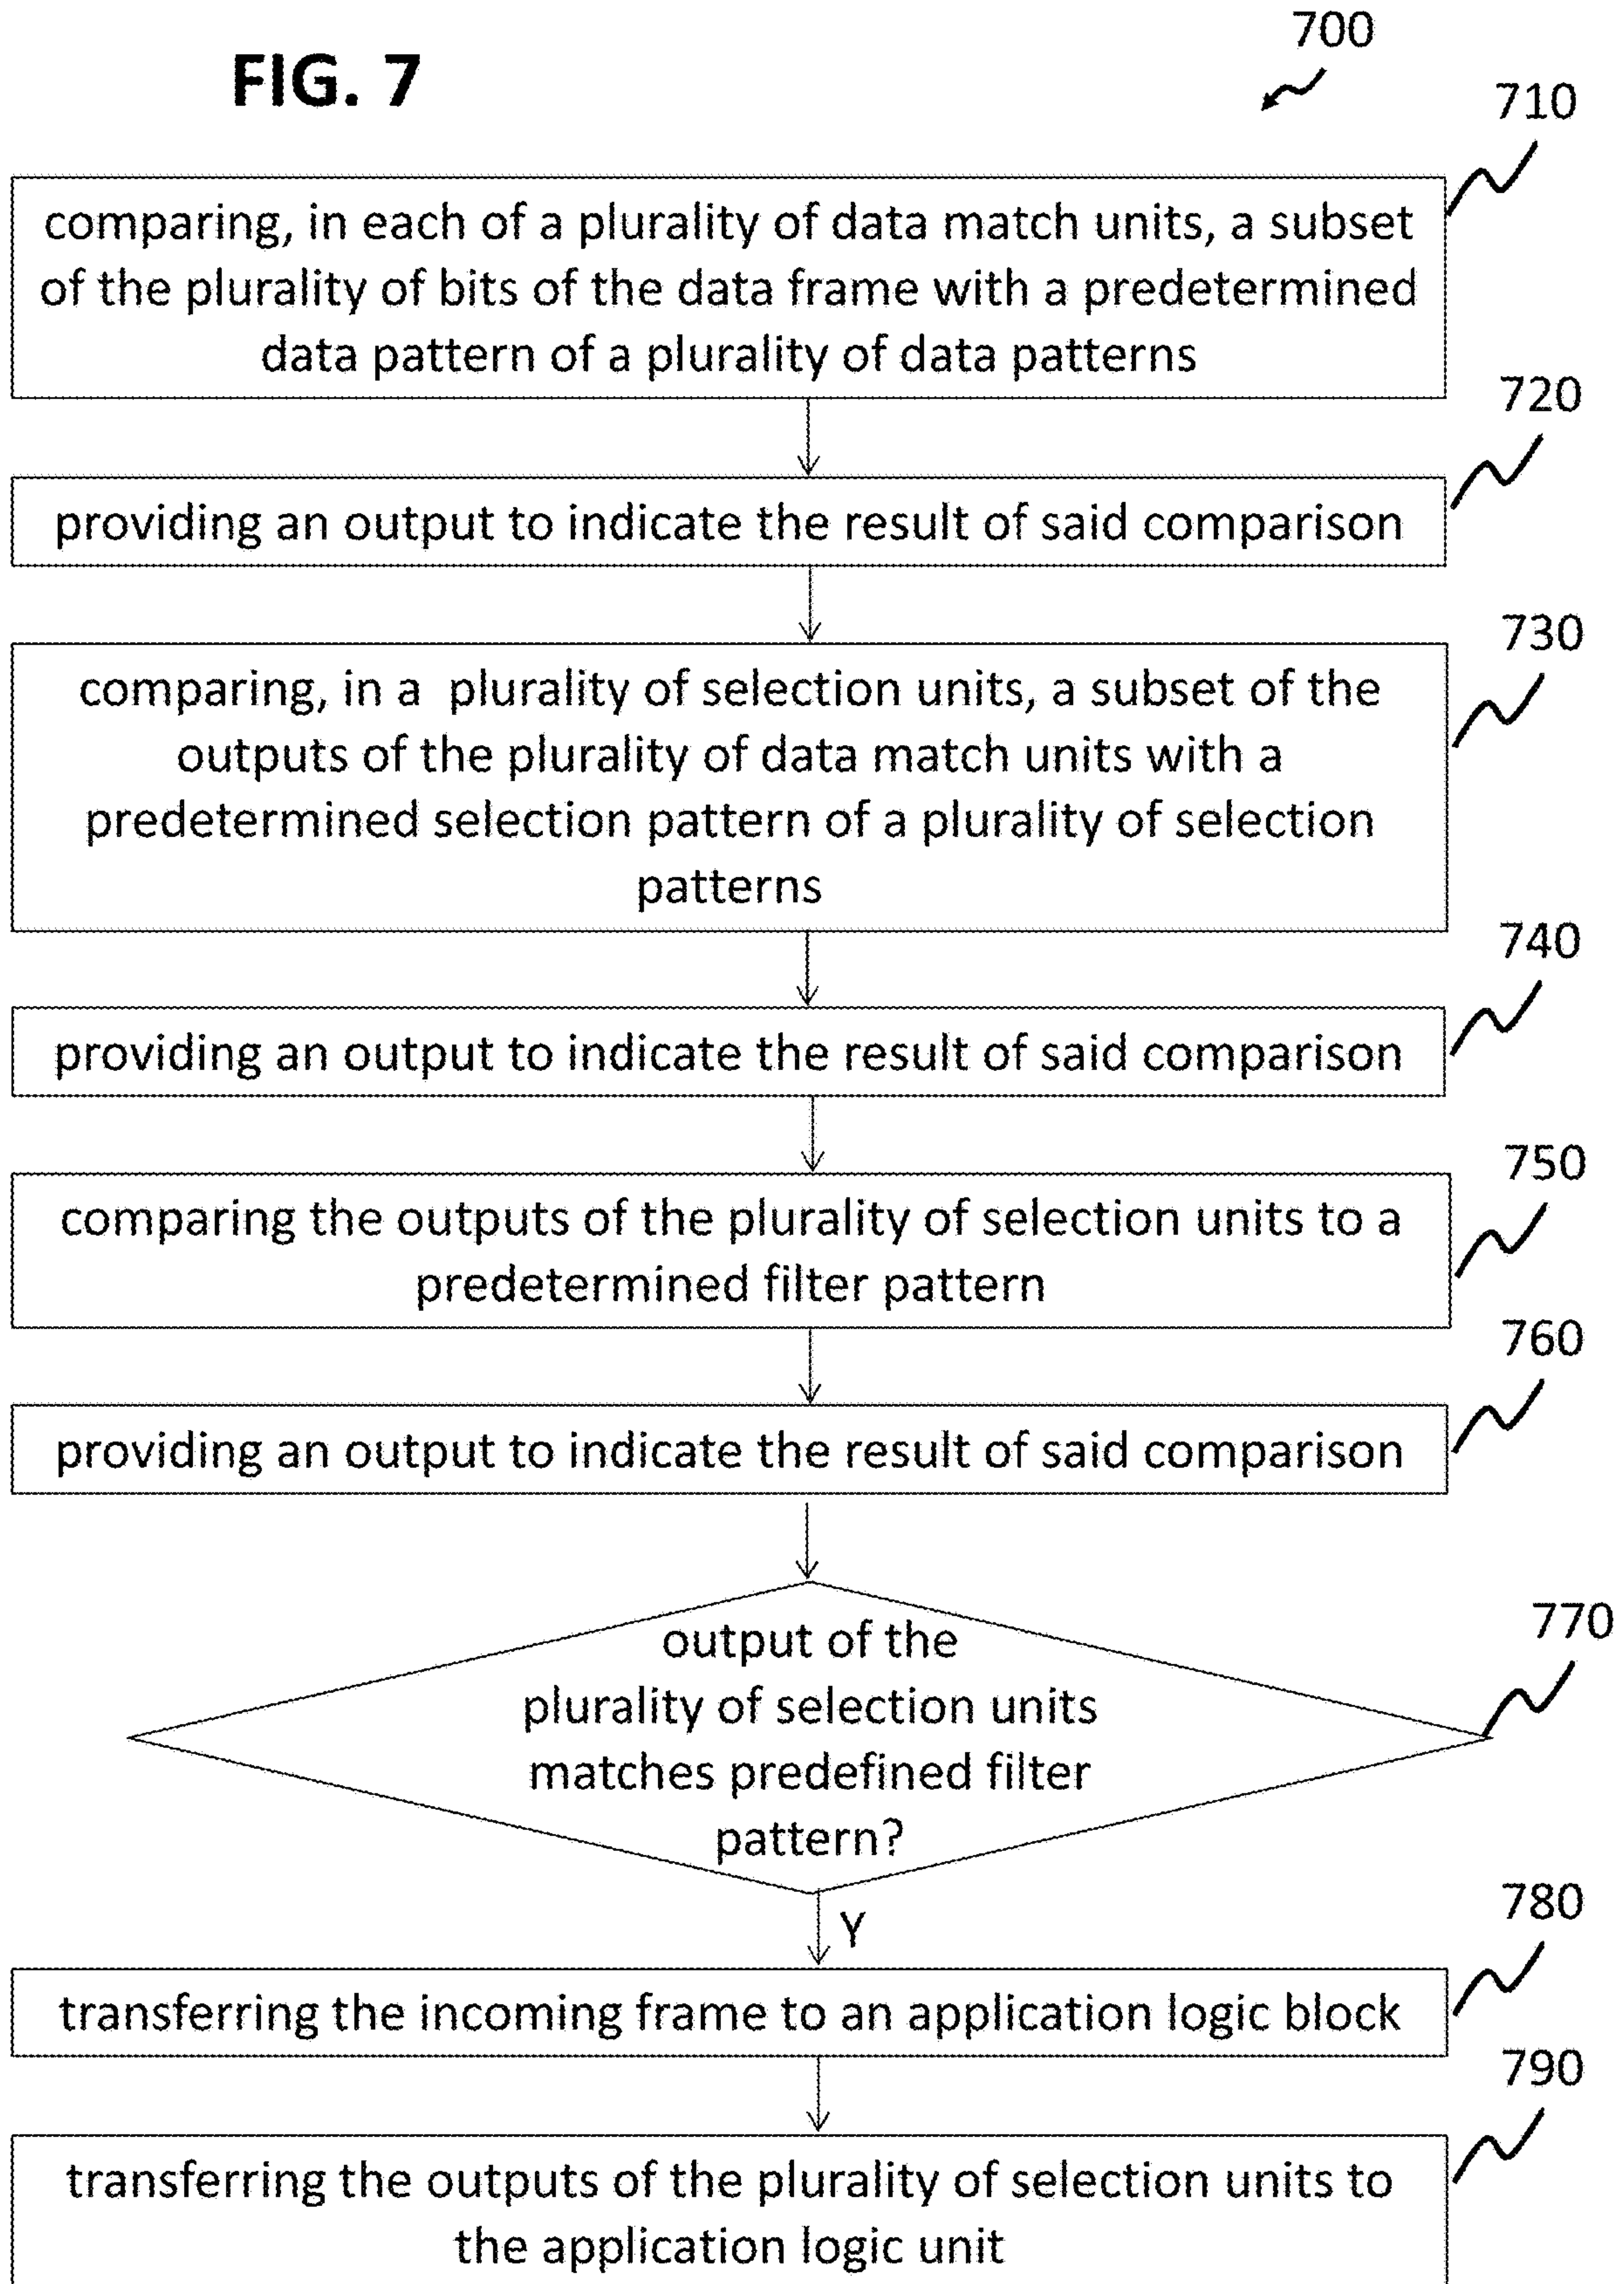 FIG. 7
700
710
comparing, in each of a plurality of data match units, a subset
of the plurality of bits of the data frame with a predetermined
data pattern of a plurality of data patterns
720
providing an output to indicate the result of said comparison
730
comparing, in a plurality of selection units, a subset of the
outputs of the plurality of data match units with a
predetermined selection pattern of a plurality of selection
patterns
740
providing an output to indicate the result of said comparison
750
comparing the outputs of the plurality of selection units to a
predetermined filter pattern
760
providing an output to indicate the result of said comparison
770
output of the
plurality of selection units
matches predefined filter
pattern?
Y
780
transferring the incoming frame to an application logic block
790
transferring the outputs of the plurality of selection units to
the application logic unit